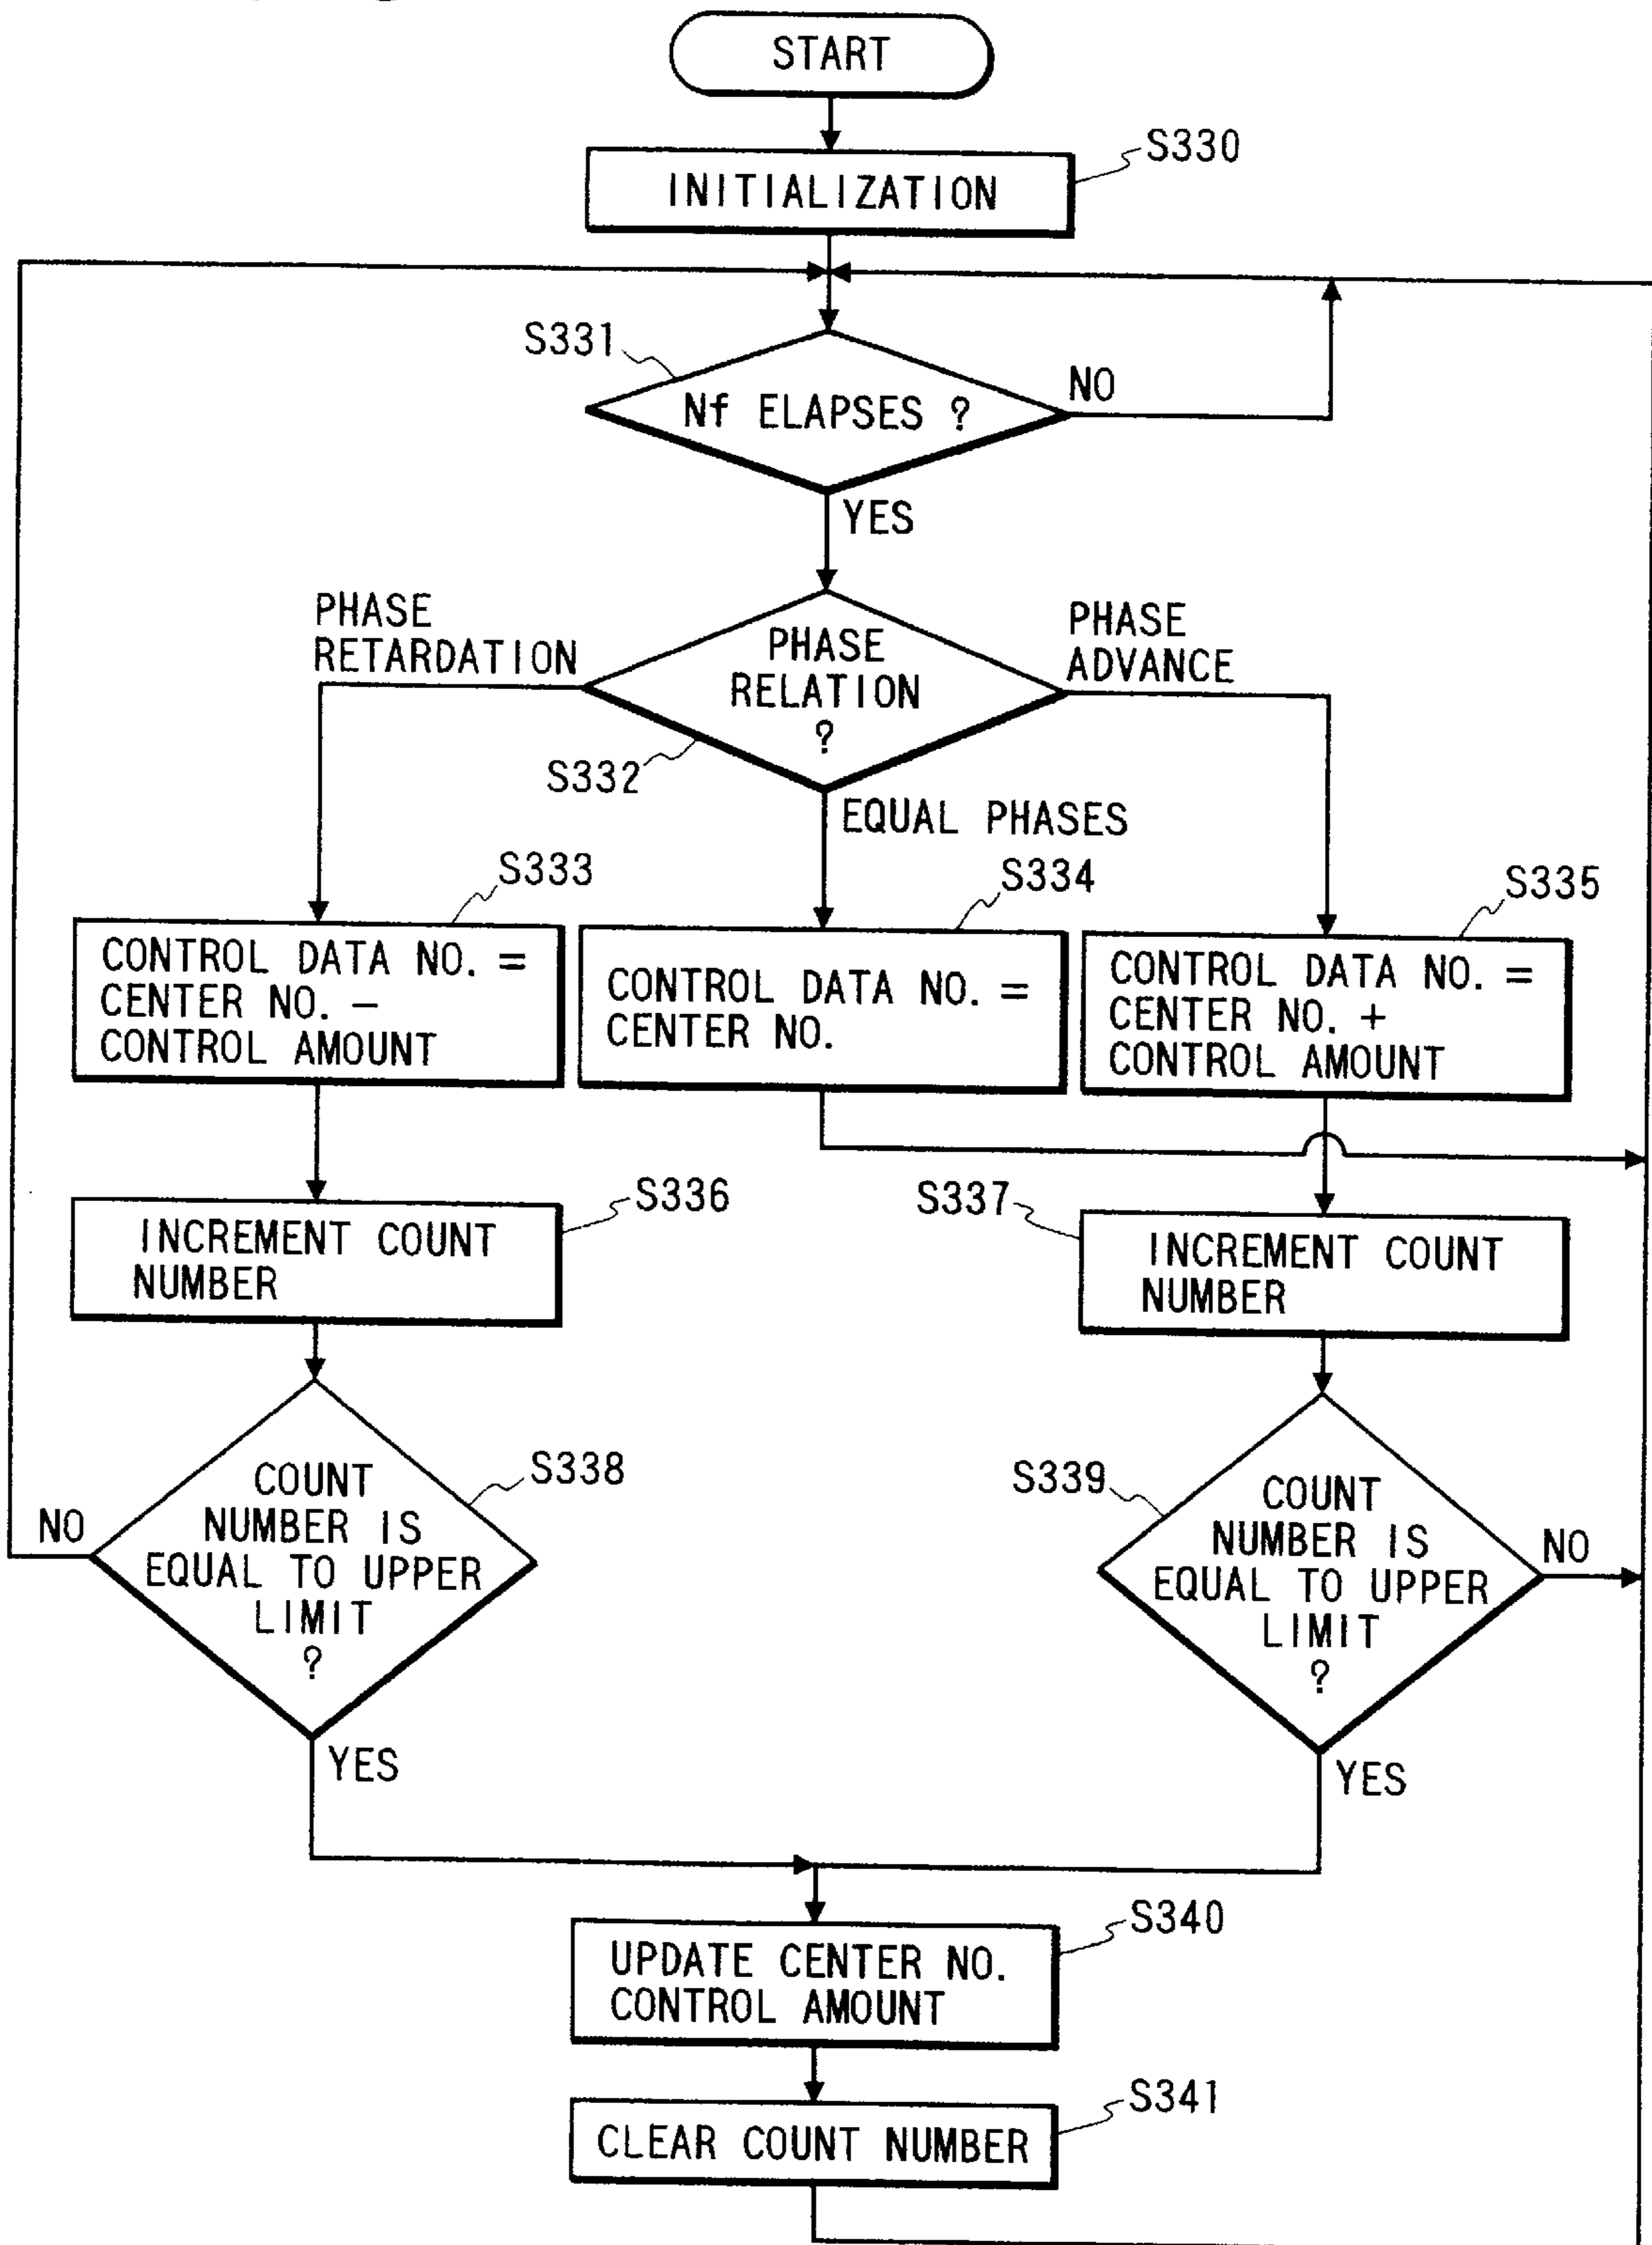 START
S330
INITIALIZATION
S331
Nf ELAPSES ?
NO
YES
PHASE
RETARDATION
PHASE
RELATION
?
PHASE
ADVANCE
S332
EQUAL PHASES
S333
S334
S335
CONTROL DATA NO. =
CENTER NO. –
CONTROL AMOUNT
CONTROL DATA NO. =
CENTER NO.
CONTROL DATA NO. =
CENTER NO. +
CONTROL AMOUNT
S336
S337
INCREMENT COUNT
NUMBER
INCREMENT COUNT
NUMBER
S338
S339
COUNT
NUMBER IS
EQUAL TO UPPER
LIMIT
?
NO
YES
COUNT
NUMBER IS
EQUAL TO UPPER
LIMIT
?
NO
YES
S340
UPDATE CENTER NO.
CONTROL AMOUNT
S341
CLEAR COUNT NUMBER